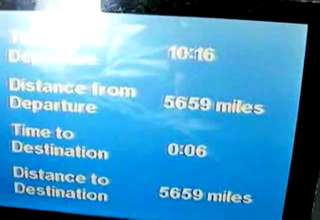 10:16
Distance from
Departure 5659 miles
Time to
Destination 0:06
Distance to
Destination 5659 miles